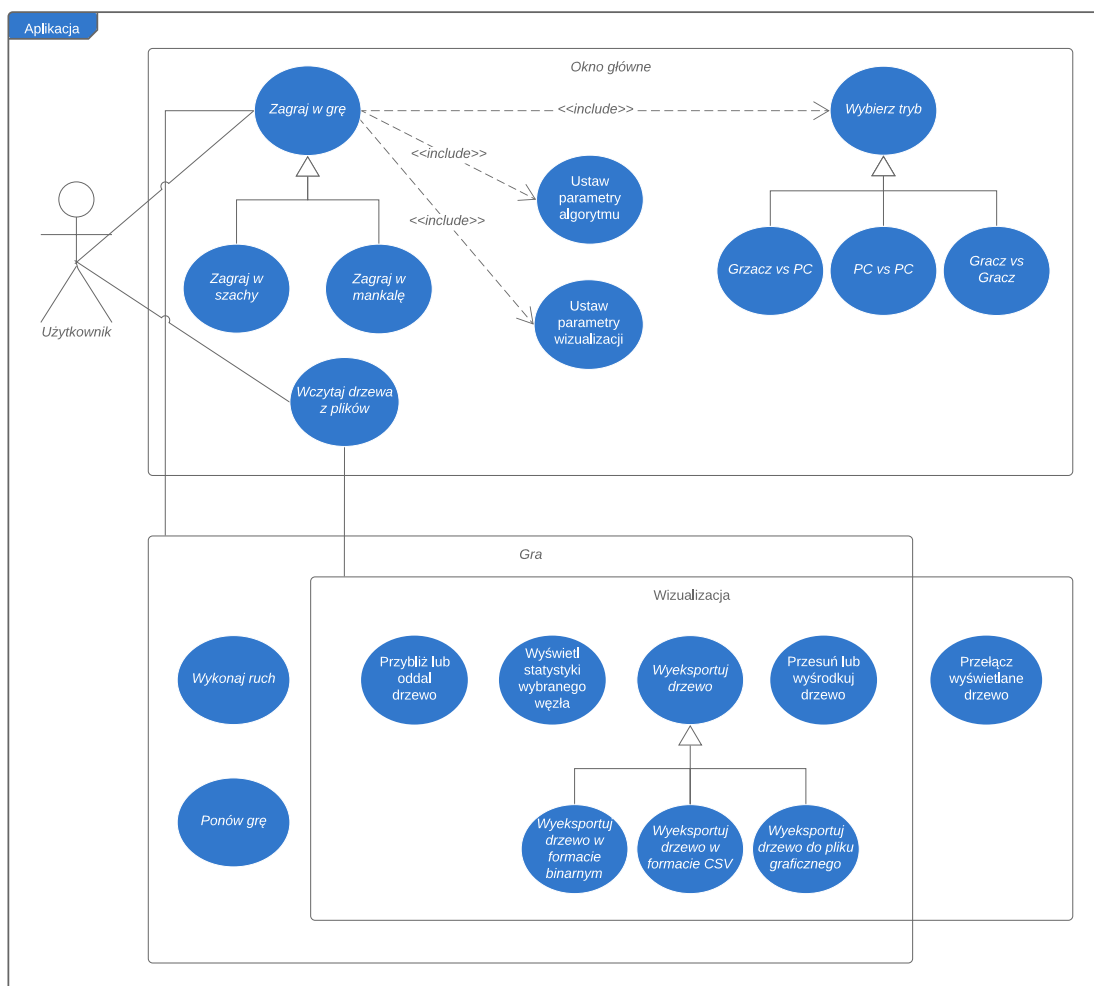 Aplikacja
Okno główne
Zagraj w grę
<<include>>
Wybierz tryb
<<include>>
Ustaw
parametry
algorytmu
<<include>>
Zagraj w
szachy
Zagraj w
mankalę
Grzacz vs PC
PC vs PC
Gracz vs
Gracz
Ustaw
parametry
wizualizacji
Użytkownik
Wczytaj drzewa
z plików
Gra
Wizualizacja
Wykonaj ruch
Przybliż lub
oddal
drzewo
Wyświetl
statystyki
wybranego
węzła
Wyeksportuj
drzewo
Przesuń lub
wyśrodkuj
drzewo
Przełącz
wyświetlane
drzewo
Ponów grę
Wyeksportuj
drzewo w
formacie
binarnym
Wyeksportuj
drzewo w
formacie CSV
Wyeksportuj
drzewo do pliku
graficznego